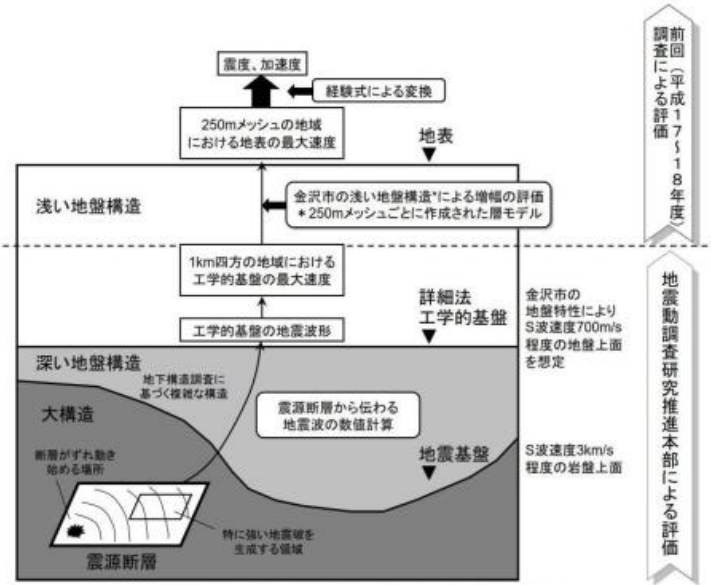 震度、加速度
経験式による変換
250mメッシュの地域
における地表の最大速度
地表
浅い地盤構造
金沢市の浅い地盤構造*による増幅の評価
*250mメッシュごとに作成された層モデル
1km四方の地域における
工学的基盤の最大速度
詳細法
工学的基盤
金沢市の
地盤特性により
S波速度700m/s
程度の地盤上面
を想定
工学的基盤の地震波形
深い地盤構造
地下構造調査に
基づく複雑な構造
大構造
震源断層から伝わる
地震波の数値計算
地震基盤
S波速度3km/s
程度の岩盤上面
断層がずれ動き
始める場所
特に強い地震破を
生成する領域
震源断層
前回(平成17~18年度)
調査による評価
地震動調査研究推進本部による評価